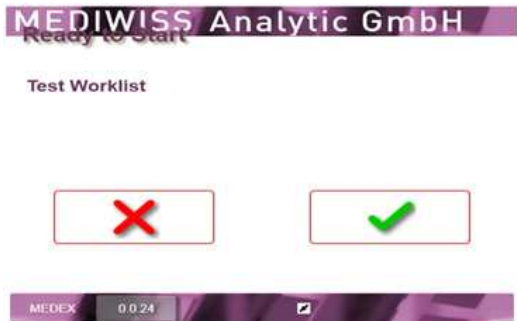 MEDIWISS Analytic GmbH
Ready to Start
Test Worklist
MEDEX 0.0.24